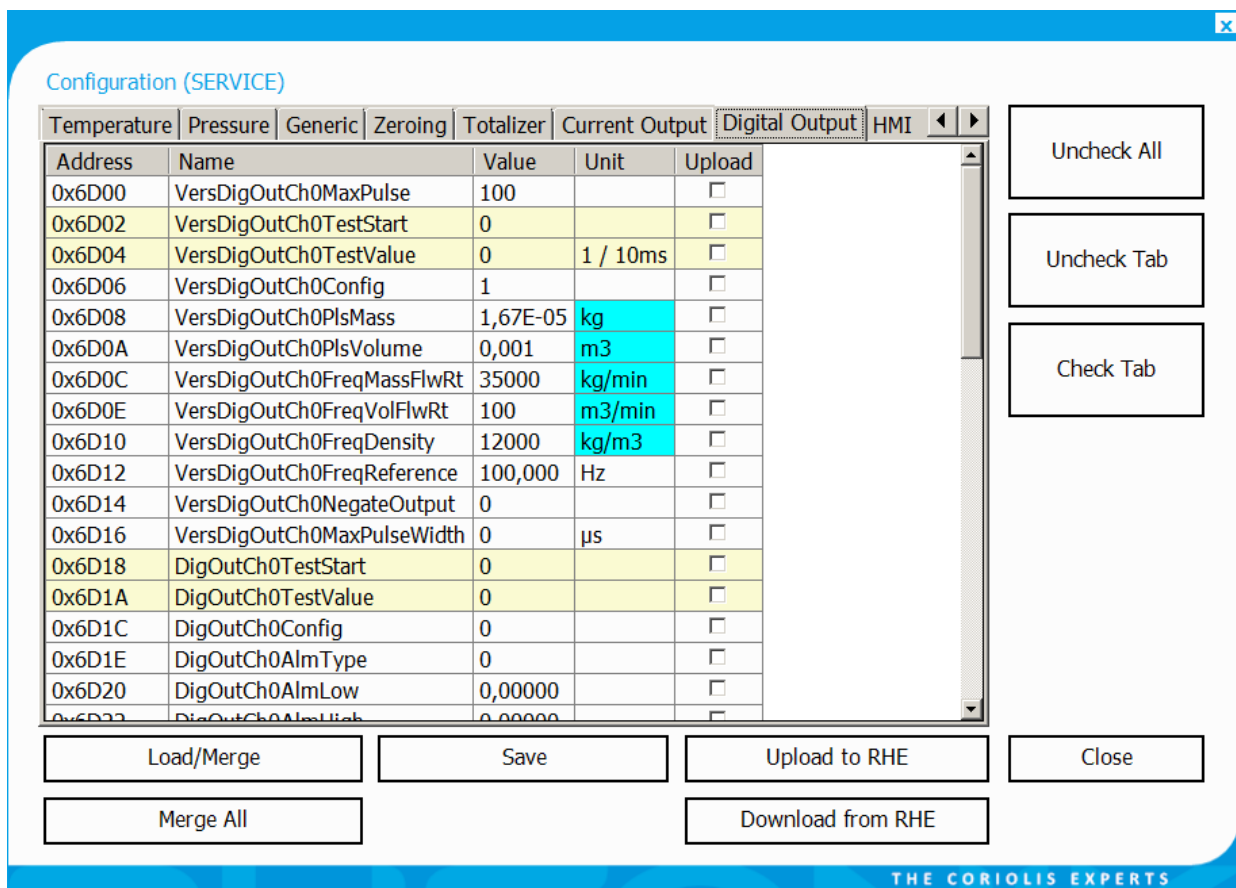 x
Configuration (SERVICE)
Temperature Pressure Generic Zeroing Totalizer Current Output Digital Output HMI
Address Name Value Unit Upload
0x6D00 VersDigOutCh0MaxPulse 100
0x6D02 VersDigOutCh0TestStart 0
0x6D04 VersDigOutCh0TestValue 0 1 / 10ms
0x6D06 VersDigOutCh0Config 1
0x6D08 VersDigOutCh0PlsMass 1,67E-05 kg
0x6D0A VersDigOutCh0PlsVolume 0,001 m3
0x6D0C VersDigOutCh0FreqMassFlwRt 35000 kg/min
0x6D0E VersDigOutCh0FreqVolFlwRt 100 m3/min
0x6D10 VersDigOutCh0FreqDensity 12000 kg/m3
0x6D12 VersDigOutCh0FreqReference 100,000 Hz
0x6D14 VersDigOutCh0NegateOutput 0
0x6D16 VersDigOutCh0MaxPulseWidth 0 µs
0x6D18 DigOutCh0TestStart 0
0x6D1A DigOutCh0TestValue 0
0x6D1C DigOutCh0Config 0
0x6D1E DigOutCh0AlmType 0
0x6D20 DigOutCh0AlmLow 0,00000
0x6D22 DigOutCh0AlmHigh 0,00000
Uncheck All
Uncheck Tab
Check Tab
Load/Merge Save Upload to RHE Close
Merge All Download from RHE
THE CORIOLIS EXPERTS